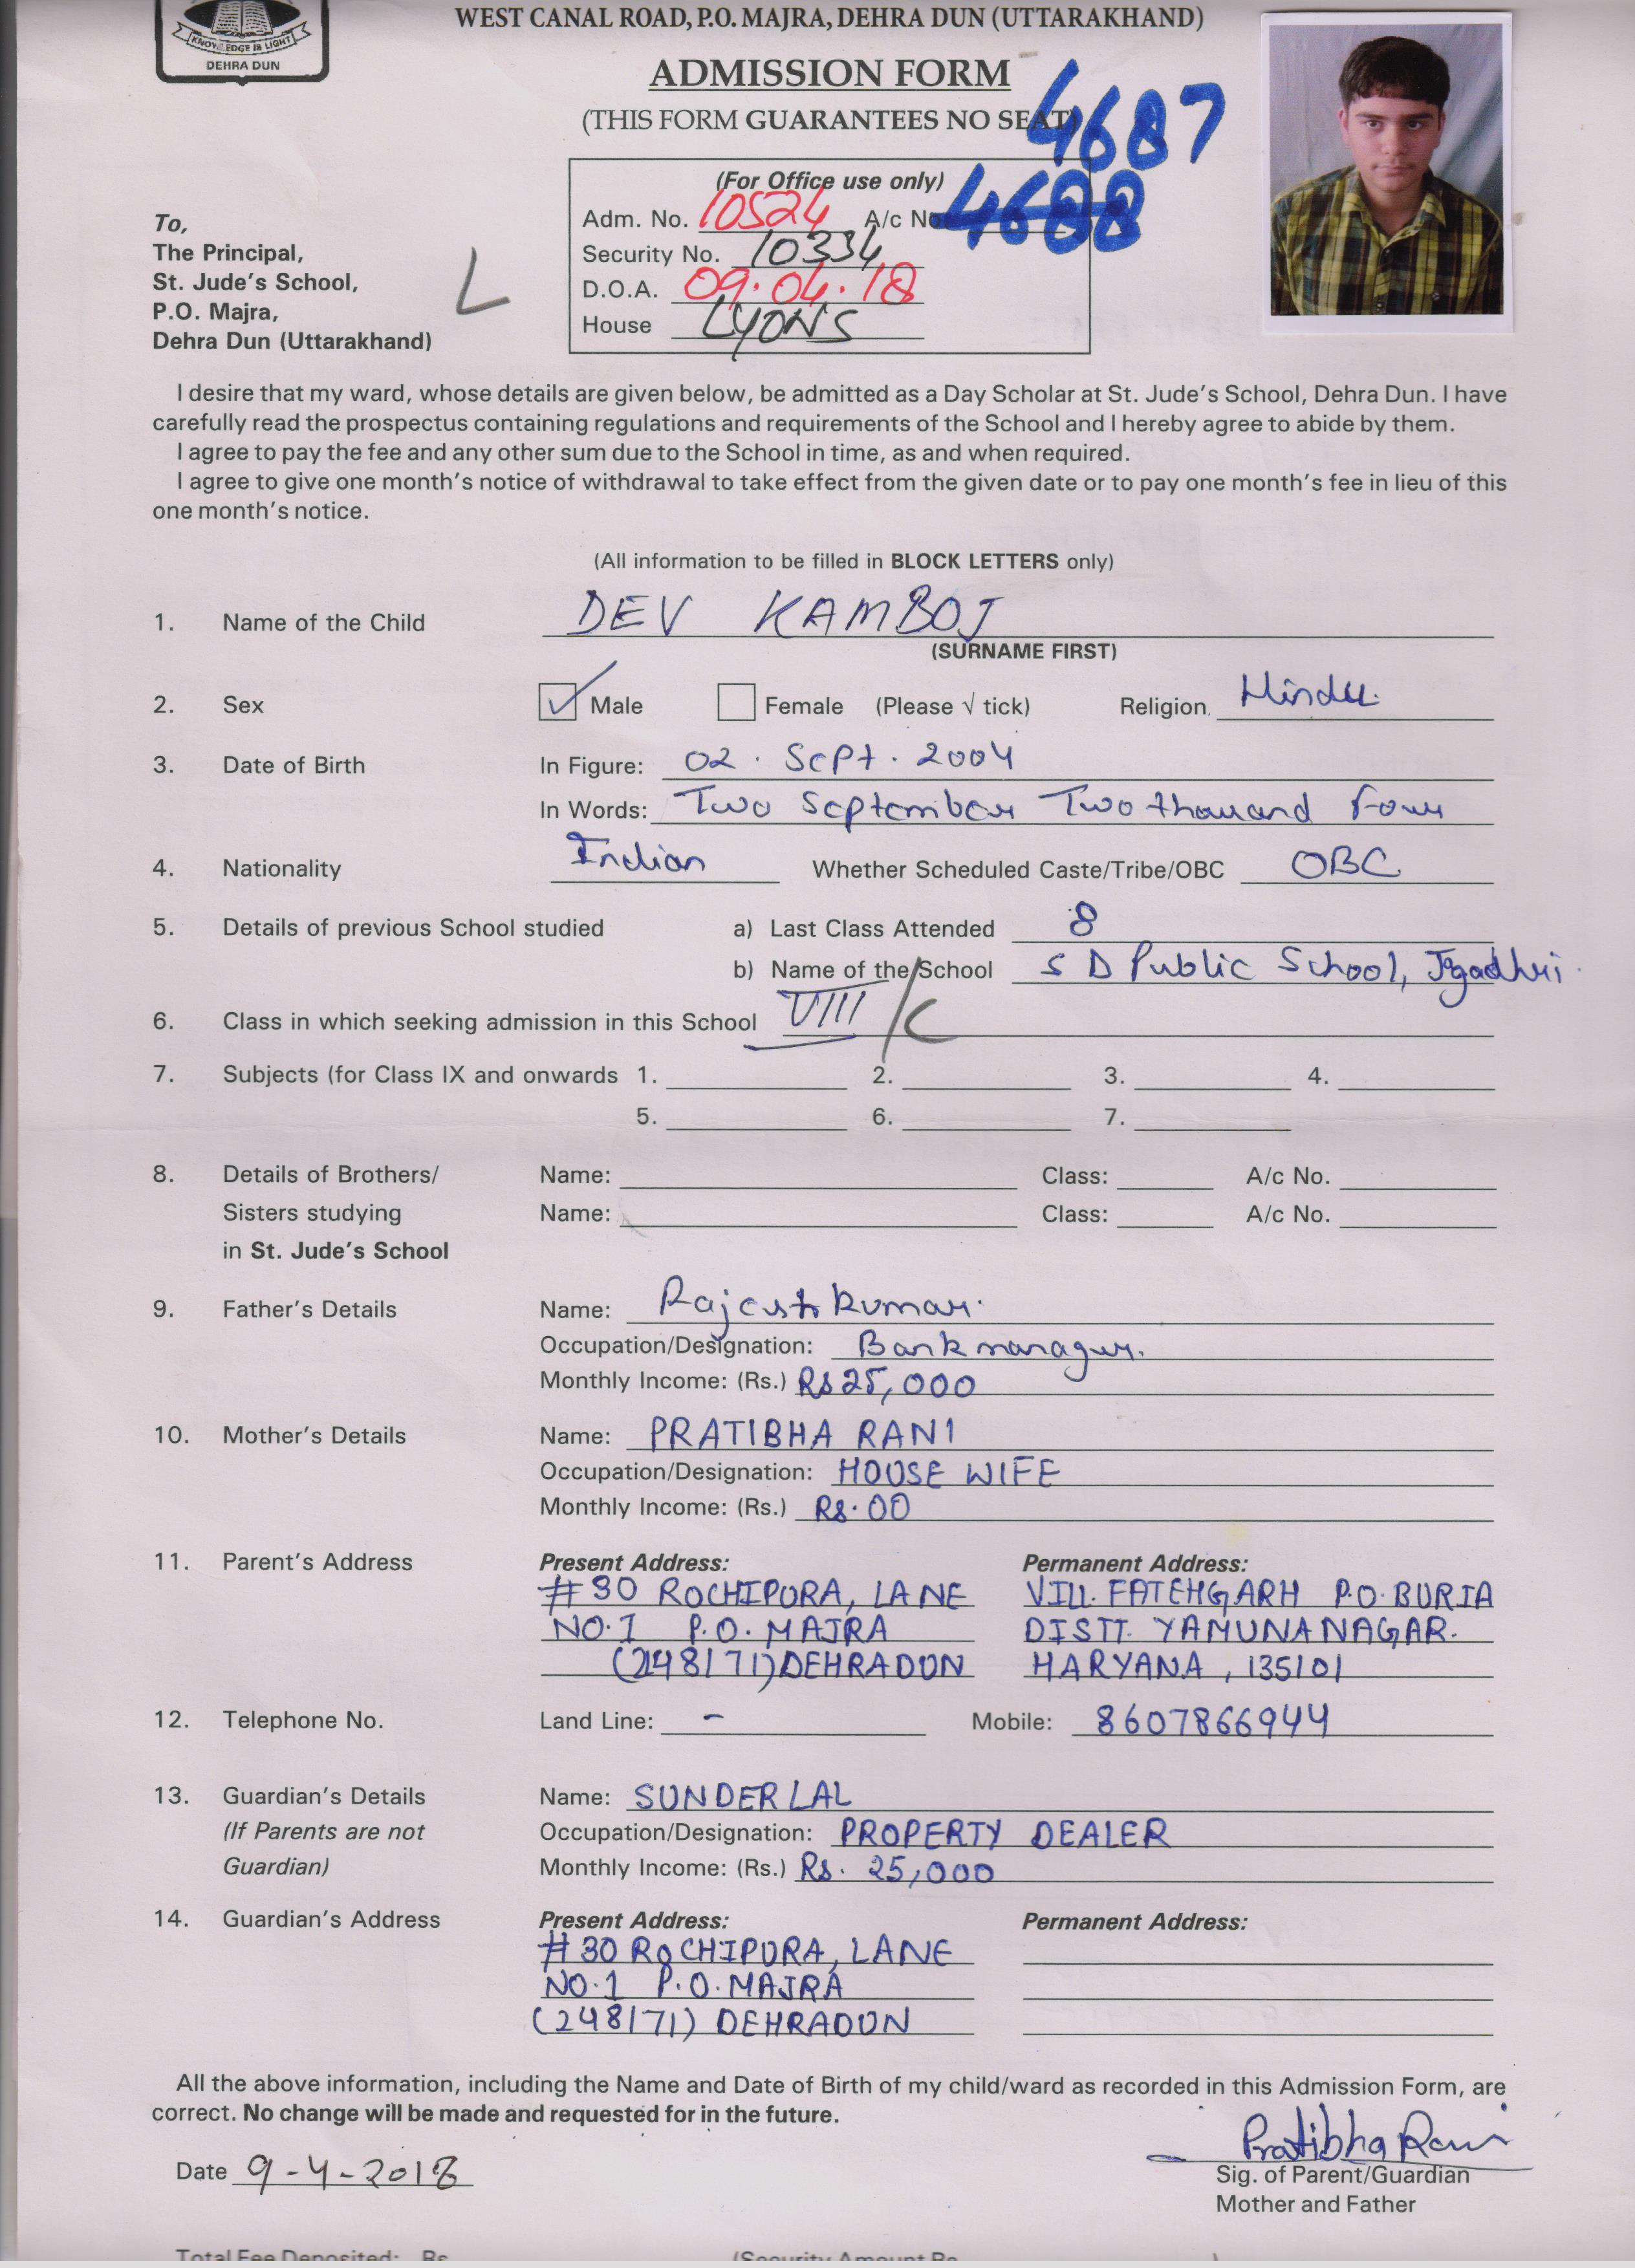 WEST CANAL ROAD, P.O. MAJRA, DEHRA DUN (UTTARAKHAND)
KNOWLEDGE IS LIGHT
DEHRA DUN
ADMISSION FORM
(THIS FORM GUARANTEES NO SEAT)
4687
(For Office use only)
Adm. No. 10524 A/c No. 4688
Security No. 10334
D.O.A. 09.04.18
House LYONS
To,
The Principal,
St. Jude's School,
P.O. Majra,
Dehra Dun (Uttarakhand)
L
I desire that my ward, whose details are given below, be admitted as a Day Scholar at St. Jude's School, Dehra Dun. I have
carefully read the prospectus containing regulations and requirements of the School and I hereby agree to abide by them.
I agree to pay the fee and any other sum due to the School in time, as and when required.
I agree to give one month's notice of withdrawal to take effect from the given date or to pay one month's fee in lieu of this
one month's notice.
(All information to be filled in BLOCK LETTERS only)
1. Name of the Child DEV KAMBOJ
(SURNAME FIRST)
2. Sex ✓ Male Female (Please √ tick) Religion Hindu.
3. Date of Birth In Figure: 02 . Sept . 2004
In Words: Two September Two thousand Four
4. Nationality Indian Whether Scheduled Caste/Tribe/OBC OBC
5. Details of previous School studied a) Last Class Attended 8
b) Name of the School S D Public School, Jgadhri
6. Class in which seeking admission in this School VIII / C
7. Subjects (for Class IX and onwards 1. 2. 3. 4.
5. 6. 7.
8. Details of Brothers/ Name: Class: A/c No.
Sisters studying Name: Class: A/c No.
in St. Jude's School
9. Father's Details Name: Rajesh kumar.
Occupation/Designation: Bank manager.
Monthly Income: (Rs.) Rs 25,000
10. Mother's Details Name: PRATIBHA RANI
Occupation/Designation: HOUSE WIFE
Monthly Income: (Rs.) Rs. 00
11. Parent's Address Present Address: Permanent Address:
# 30 ROCHIPURA, LANE VILL. FATEHGARH P.O. BURIA
NO. 1 P.O. MAJRA DISTT. YAMUNANAGAR.
(248171) DEHRADUN HARYANA, 135101
12. Telephone No. Land Line: - Mobile: 8607866944
13. Guardian's Details Name: SUNDER LAL
(If Parents are not Occupation/Designation: PROPERTY DEALER
Guardian) Monthly Income: (Rs.) Rs. 25,000
14. Guardian's Address Present Address: Permanent Address:
# 30 ROCHIPURA, LANE
NO. 1 P.O. MAJRA
(248171) DEHRADUN
All the above information, including the Name and Date of Birth of my child/ward as recorded in this Admission Form, are
correct. No change will be made and requested for in the future.
Pratibha Rani
Date 9-4-2018 Sig. of Parent/Guardian
Mother and Father
Total Fee Deposited: Rs. (Security Amount Rs. )